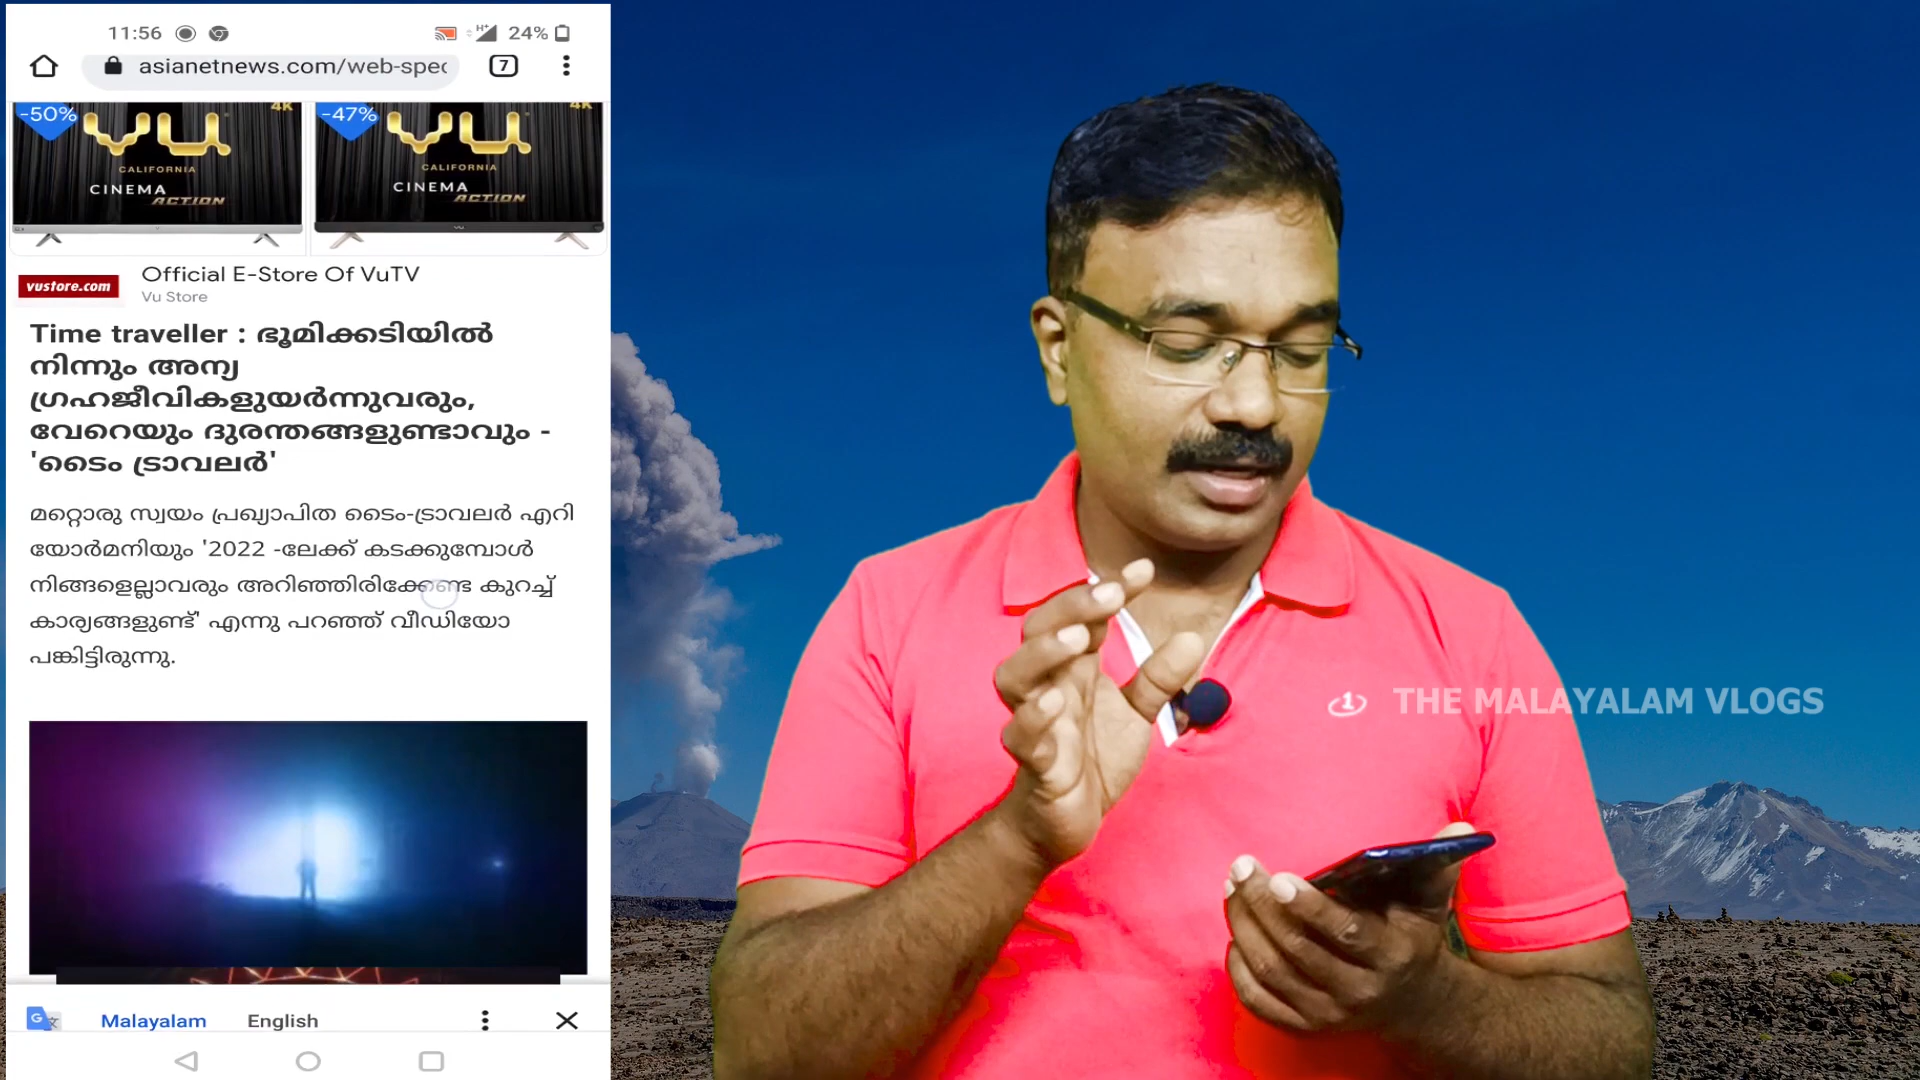 11:56
H+
24%
asianetnews.com/web-spec
7
-50%
4K
vu
CALIFORNIA
CINEMA
ACTION
-47%
4K
vu
CALIFORNIA
CINEMA
ACTION
vustore.com
Official E-Store Of VuTV
Vu Store
Time traveller : ഭൂമിക്കടിയിൽ
നിന്നും അന്യ
ഗ്രഹജീവികളുയർന്നുവരും,
വേറെയും ദുരന്തങ്ങളുണ്ടാവും -
'ടൈം ട്രാവലർ'
മറ്റൊരു സ്വയം പ്രഖ്യാപിത ടൈം-ട്രാവലർ എറി
യോർമനിയും '2022 -ലേക്ക് കടക്കുമ്പോൾ
നിങ്ങളെല്ലാവരും അറിഞ്ഞിരിക്കേണ്ട കുറച്ച്
കാര്യങ്ങളുണ്ട്' എന്നു പറഞ്ഞ് വീഡിയോ
പങ്കിട്ടിരുന്നു.
THE MALAYALAM VLOGS
Malayalam
English